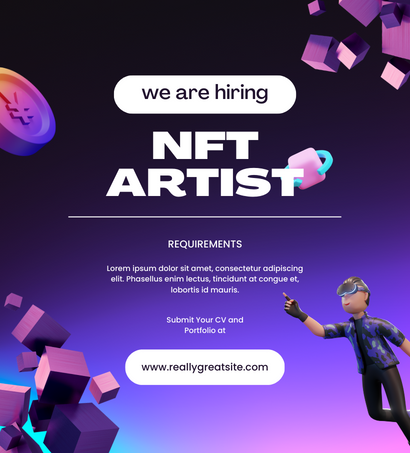 we are hiring
NFT
ARTIST
REQUIREMENTS
Lorem ipsum dolor sit amet, consectetur adipiscing
elit. Phasellus enim lectus, tincidunt at congue et,
lobortis id mauris.
Submit Your CV and
Portfolio at
www.reallygreatsite.com